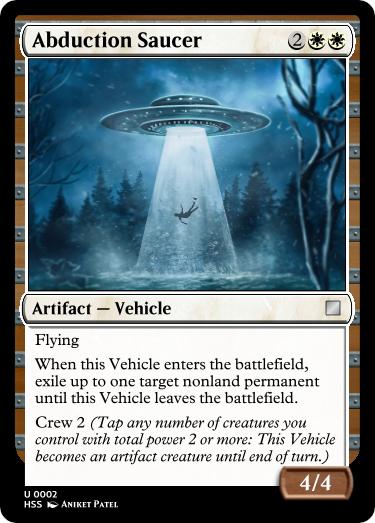 Abduction Saucer 2
Artifact — Vehicle
Flying
When this Vehicle enters the battlefield,
exile up to one target nonland permanent
until this Vehicle leaves the battlefield.
Crew 2 (Tap any number of creatures you
control with total power 2 or more: This Vehicle
becomes an artifact creature until end of turn.)
4/4
U 0002
HSS Aniket Patel